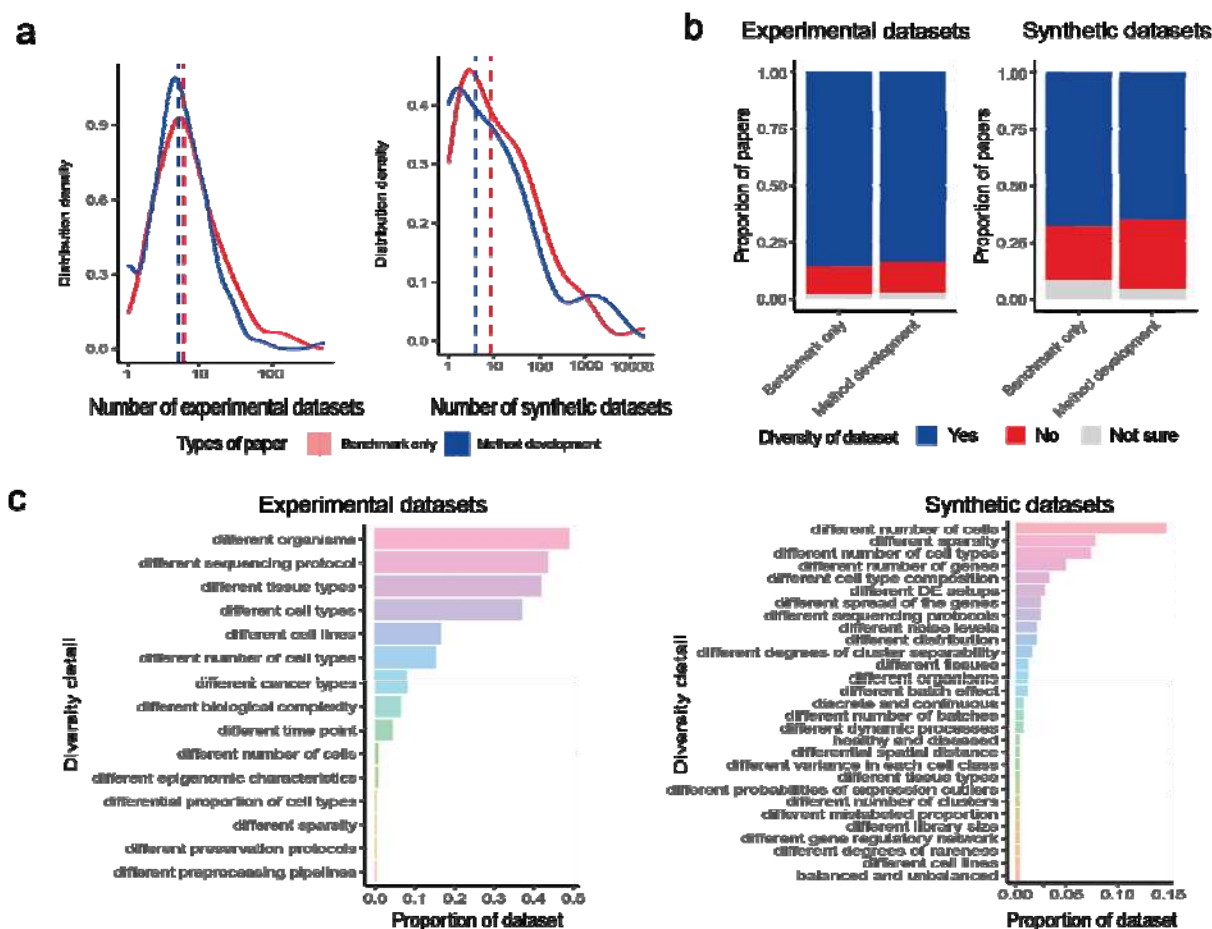 a
Distribution density
0.9
0.6
0.3
0.0
1
10
100
Number of experimental datasets
Distribution density
0.4
0.3
0.2
0.1
0.0
1
10
100
1000
10000
Number of synthetic datasets
Types of paper
Benchmark only
Method development
b
Experimental datasets
Proportion of papers
1.00
0.75
0.50
0.25
0.00
Benchmark only
Method development
Synthetic datasets
Proportion of papers
1.00
0.75
0.50
0.25
0.00
Benchmark only
Method development
Diversity of dataset
Yes
No
Not sure
c
Experimental datasets
Diversity detail
different organisms
different sequencing protocol
different tissue types
different cell types
different cell lines
different number of cell types
different cancer types
different biological complexity
different time point
different number of cells
different epigenomic characteristics
differential proportion of cell types
different sparsity
different preservation protocols
different preprocessing pipelines
0.0 0.1 0.2 0.3 0.4 0.5
Proportion of dataset
Synthetic datasets
Diversity detail
different number of cells
different sparsity
different number of cell types
different number of genes
different cell type composition
different DE setups
different spread of the genes
different sequencing protocols
different noise levels
different distribution
different degrees of cluster separability
different tissues
different organisms
different batch effect
discrete and continuous
different number of batches
different dynamic processes
healthy and diseased
differential spatial distance
different variance in each cell class
different tissue types
different probabilities of expression outliers
different number of clusters
different mislabeled proportion
different library size
different gene regulatory network
different degrees of rareness
different cell lines
balanced and unbalanced
0.00 0.05 0.10 0.15
Proportion of dataset